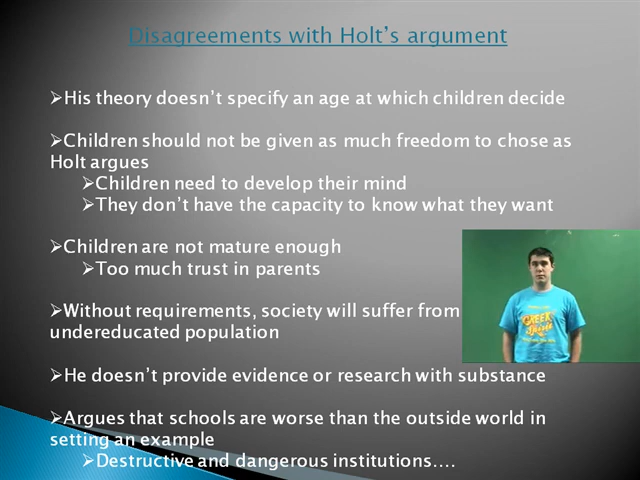 Disagreements with Holt's argument
➢His theory doesn't specify an age at which children decide
➢Children should not be given as much freedom to chose as
Holt argues
➢Children need to develop their mind
➢They don't have the capacity to know what they want
➢Children are not mature enough
➢Too much trust in parents
➢Without requirements, society will suffer from
undereducated population
➢He doesn't provide evidence or research with substance
➢Argues that schools are worse than the outside world in
setting an example
➢Destructive and dangerous institutions….
GREEK